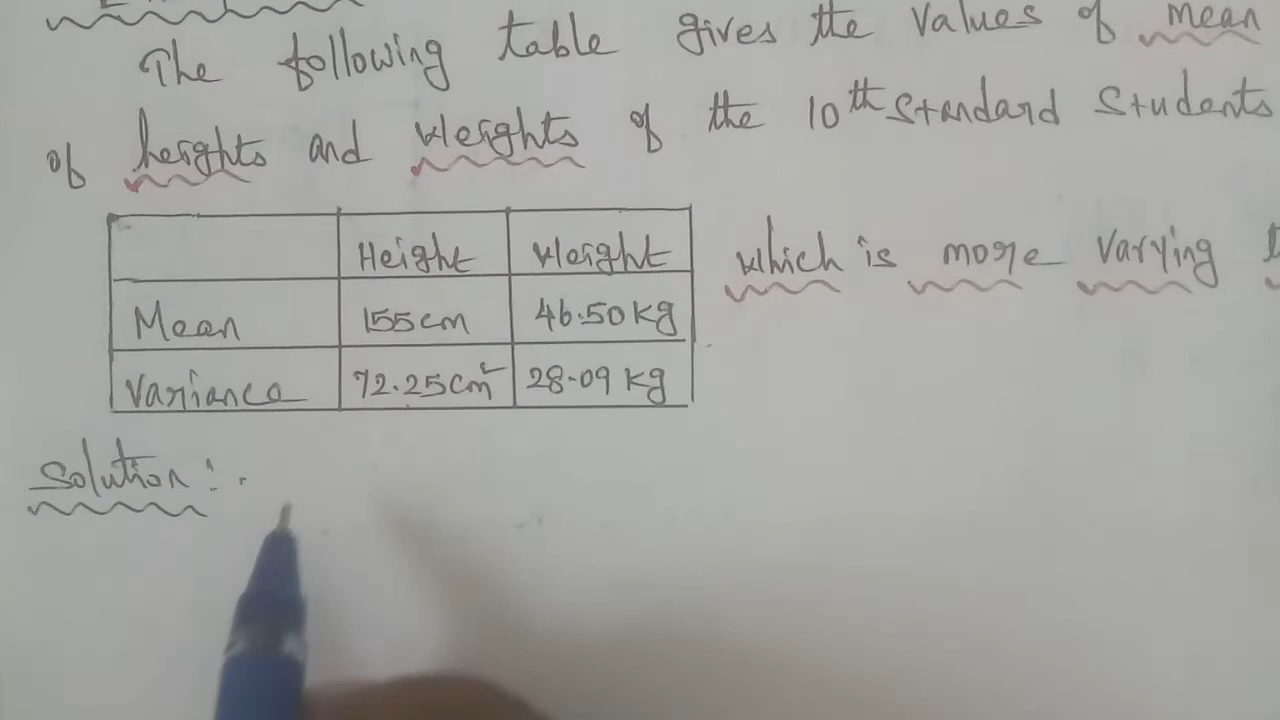 The following table gives the values of mean
of heights and weights of the 10th Standard Students
Height Weight
which is more varying
Mean 155cm 46.50kg
Variance 72.25cm² 28.09 kg
Solution: